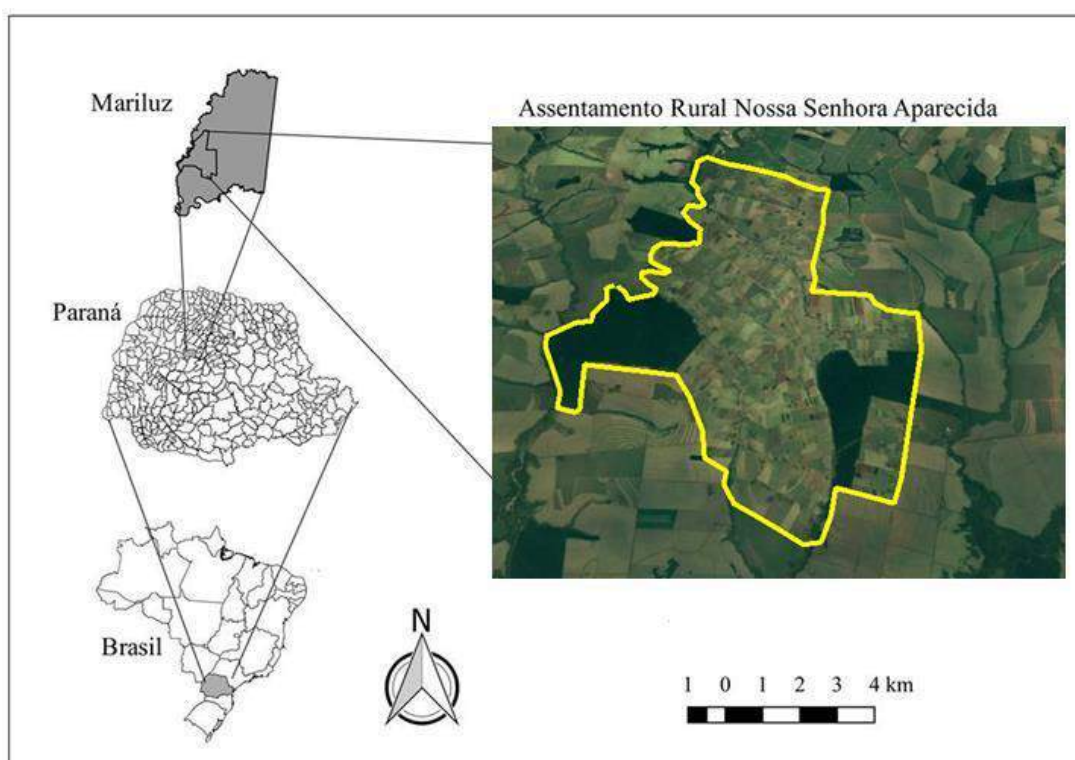 Mariluz
Assentamento Rural Nossa Senhora Aparecida
Paraná
Brasil
N
1 0 1 2 3 4 km